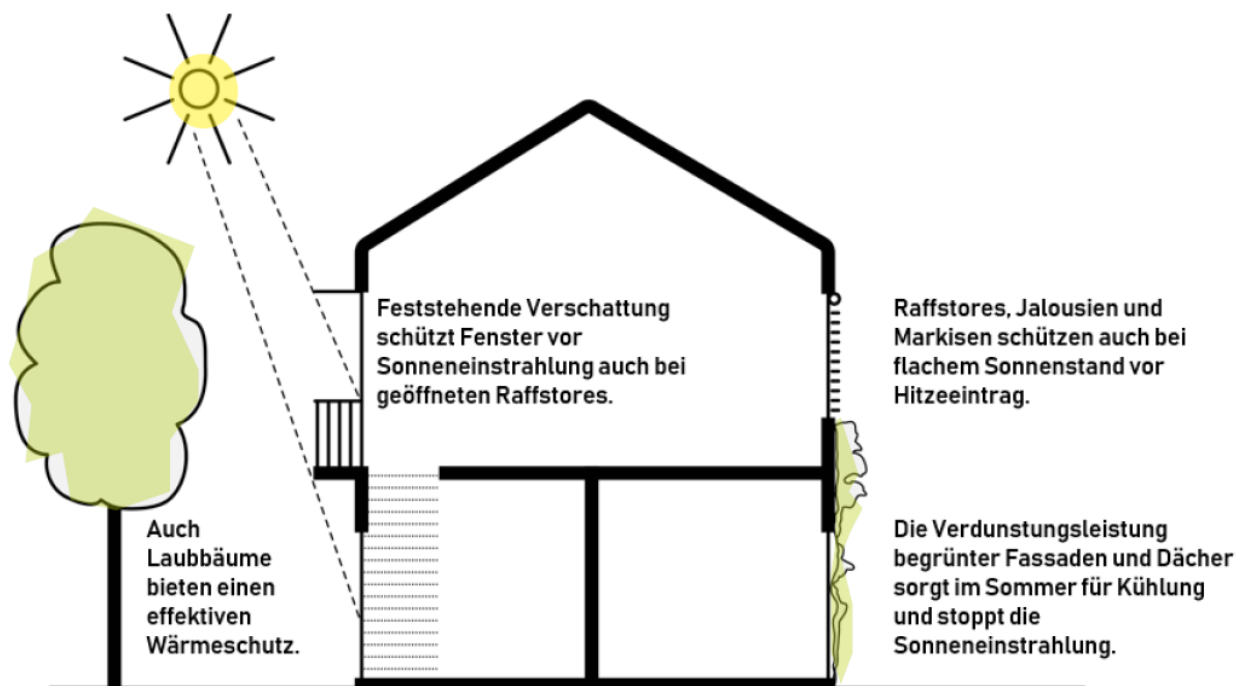 Feststehende Verschattung
schützt Fenster vor
Sonneneinstrahlung auch bei
geöffneten Raffstores.
Raffstores, Jalousien und
Markisen schützen auch bei
flachem Sonnenstand vor
Hitzeeintrag.
Auch
Laubbäume
bieten einen
effektiven
Wärmeschutz.
Die Verdunstungsleistung
begrünter Fassaden und Dächer
sorgt im Sommer für Kühlung
und stoppt die
Sonneneinstrahlung.